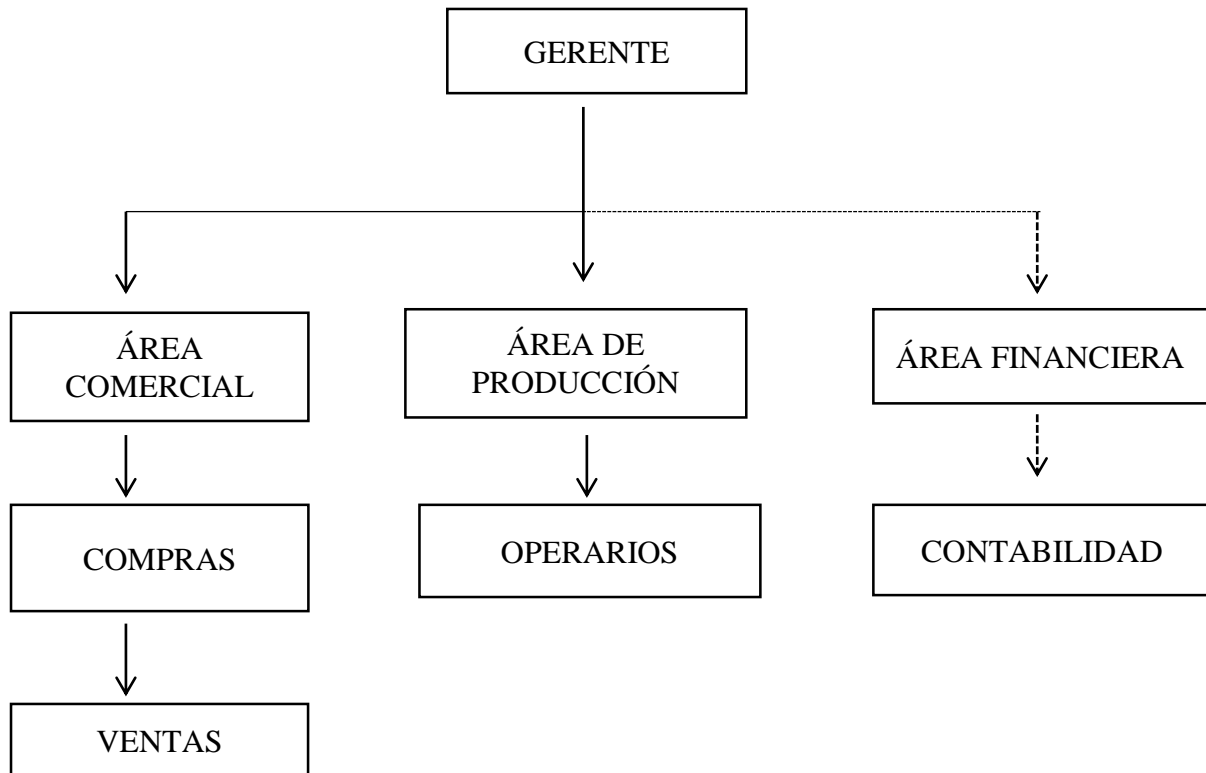 GERENTE
ÁREA
COMERCIAL
ÁREA DE
PRODUCCIÓN
ÁREA FINANCIERA
COMPRAS
OPERARIOS
CONTABILIDAD
VENTAS